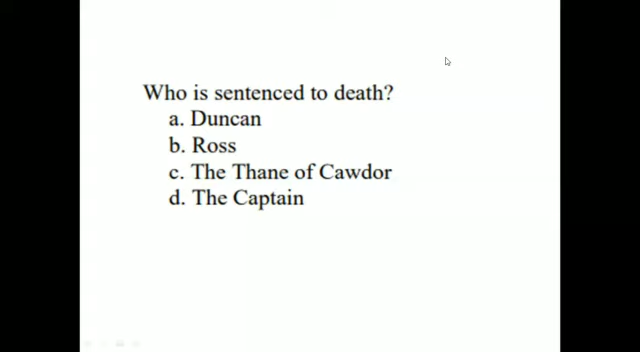 Who is sentenced to death?
a. Duncan
b. Ross
c. The Thane of Cawdor
d. The Captain